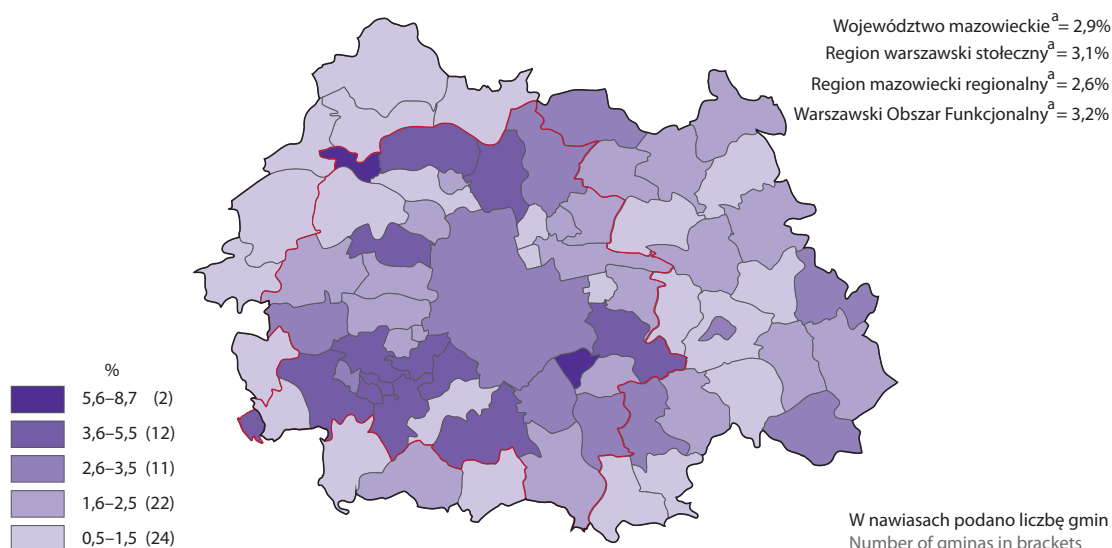 Województwo mazowieckie a = 2,9%
Region warszawski stołeczny a = 3,1%
Region mazowiecki regionalny a = 2,6%
Warszawski Obszar Funkcjonalny a = 3,2%
%
5,6–8,7 (2)
3,6–5,5 (12)
2,6–3,5 (11)
1,6–2,5 (22)
0,5–1,5 (24)
W nawiasach podano liczbę gmin
Number of gminas in brackets